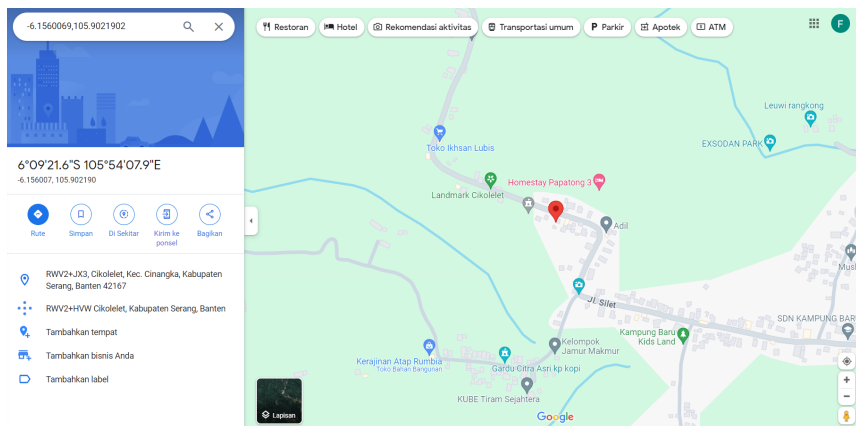 -6.1560069,105.9021902
Restoran
Hotel
Rekomendasi aktivitas
Transportasi umum
P Parkir
Apotek
ATM
F
6°09'21.6"S 105°54'07.9"E
-6.156007, 105.902190
Rute
Simpan
Di Sekitar
Kirim ke
ponsel
Bagikan
RWV2+JX3, Cikolelet, Kec. Cinangka, Kabupaten
Serang, Banten 42167
RWV2+HVW Cikolelet, Kabupaten Serang, Banten
Tambahkan tempat
Tambahkan bisnis Anda
Tambahkan label
Leuwi rangkong
EXSODAN PARK
Toko Ikhsan Lubis
Homestay Papatong 3
Landmark Cikolelet
Adil
Mus
Jl. Silet
SDN KAMPUNG BAR
Kampung Baru
Kids Land
Kelompok
Jamur Makmur
Kerajinan Atap Rumbia
Toko Bahan Bangunan
Gardu Citra Asri kp kopi
KUBE Tiram Sejahtera
Lapisan
Google